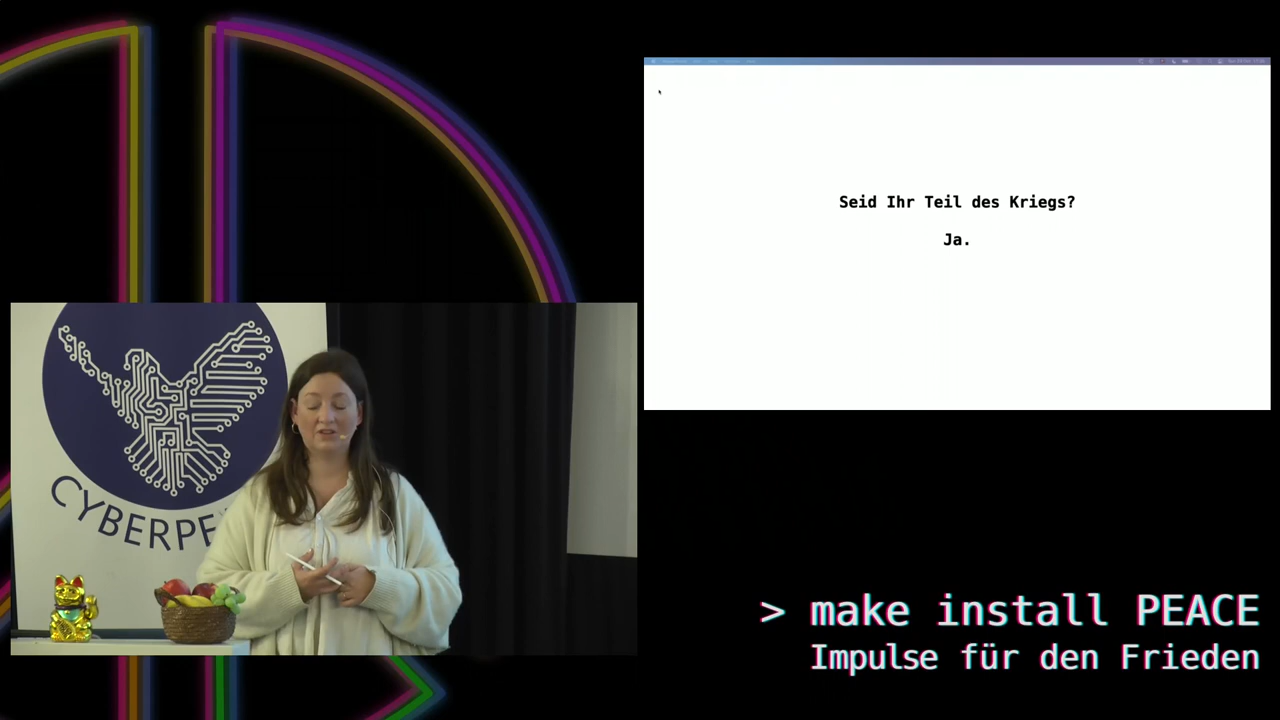 Seid Ihr Teil des Kriegs?
Ja.
CYBERPE
> make install PEACE
Impulse für den Frieden